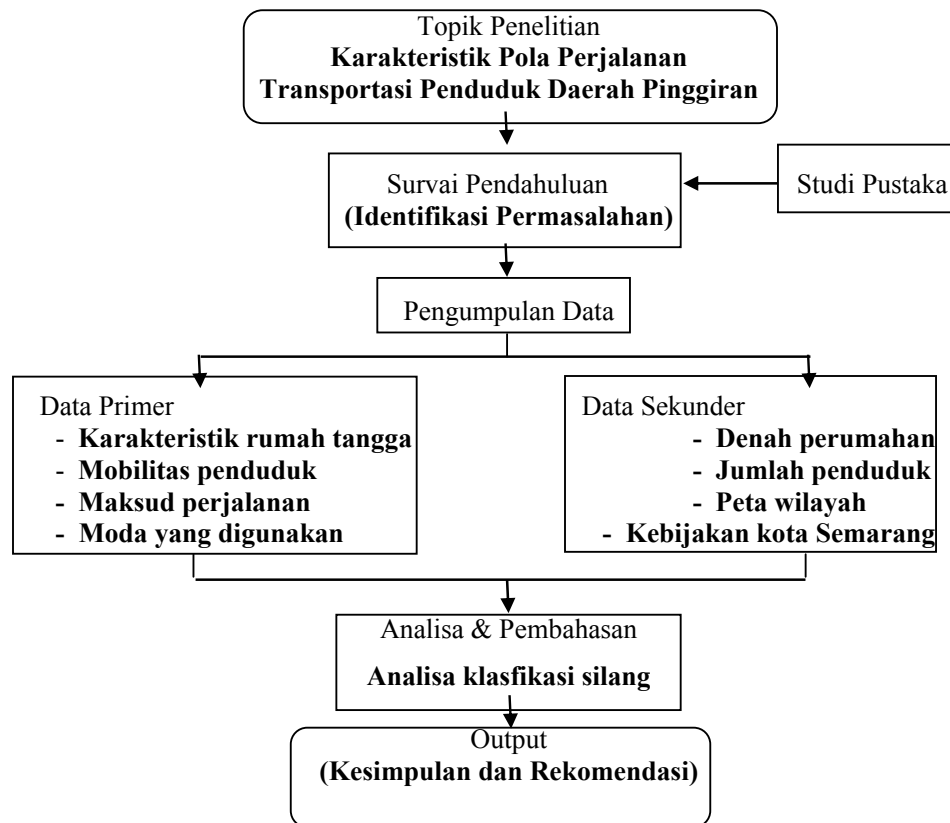 Topik Penelitian
Karakteristik Pola Perjalanan
Transportasi Penduduk Daerah Pinggiran
Survai Pendahuluan
(Identifikasi Permasalahan)
Studi Pustaka
Pengumpulan Data
Data Primer
- Karakteristik rumah tangga
- Mobilitas penduduk
- Maksud perjalanan
- Moda yang digunakan
Data Sekunder
- Denah perumahan
- Jumlah penduduk
- Peta wilayah
- Kebijakan kota Semarang
Analisa & Pembahasan
Analisa klasfikasi silang
Output
(Kesimpulan dan Rekomendasi)